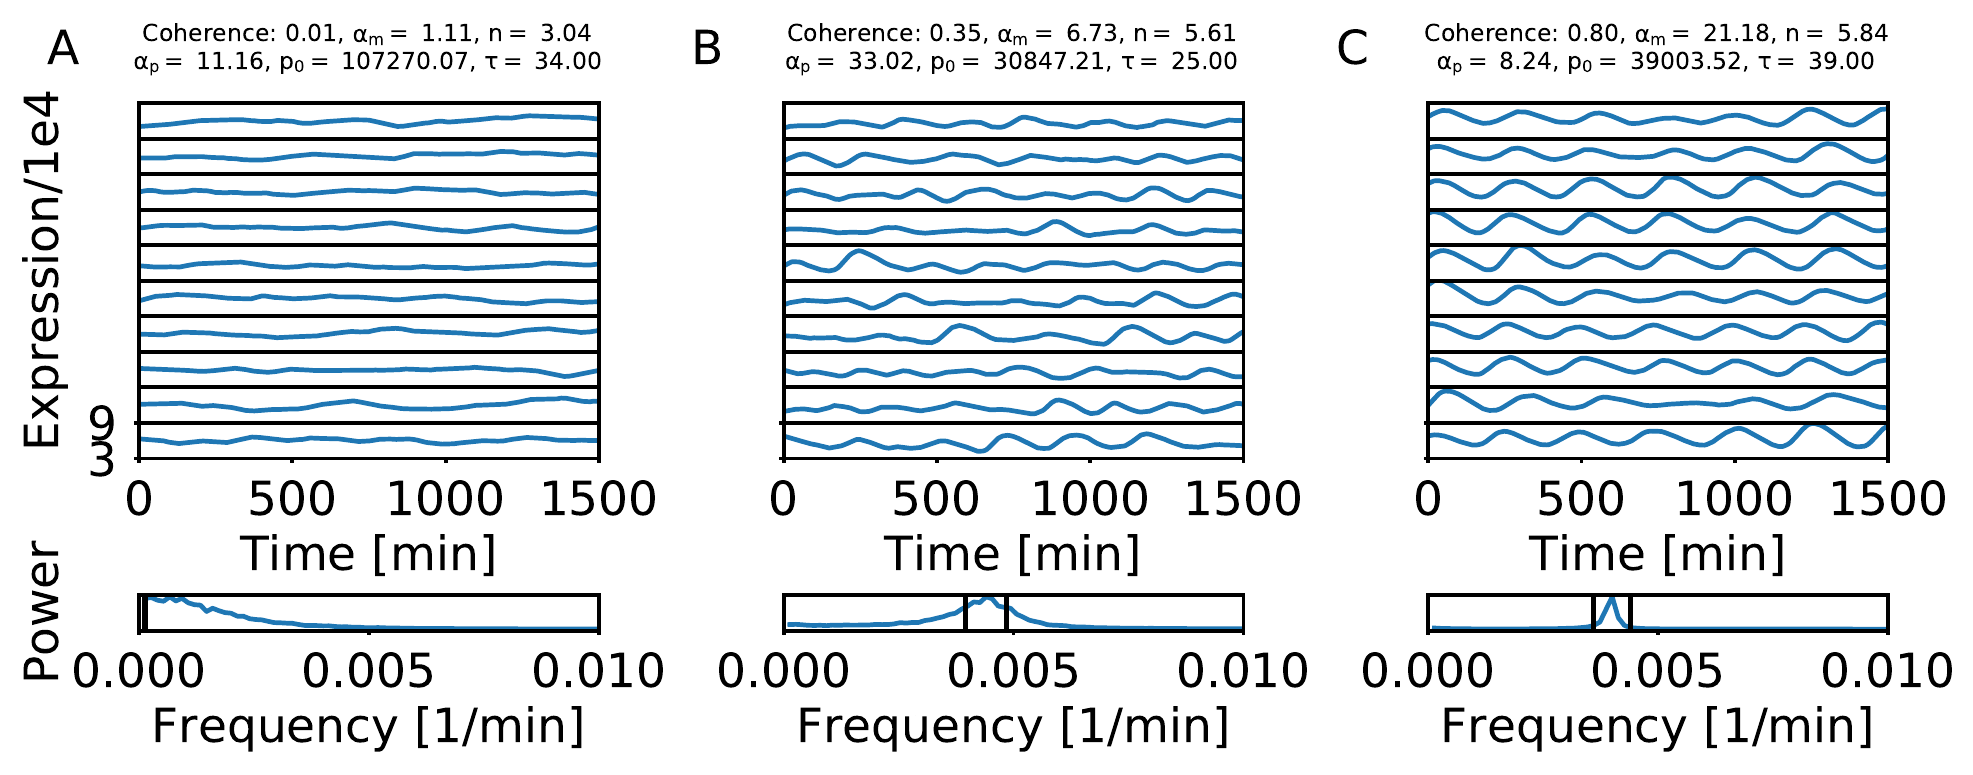 A
Coherence: 0.01, αm = 1.11, n = 3.04
αp = 11.16, p0 = 107270.07, τ = 34.00
B
Coherence: 0.35, αm = 6.73, n = 5.61
αp = 33.02, p0 = 30847.21, τ = 25.00
C
Coherence: 0.80, αm = 21.18, n = 5.84
αp = 8.24, p0 = 39003.52, τ = 39.00
Expression/1e4
9
3
0 500 1000 1500
Time [min]
0 500 1000 1500
Time [min]
0 500 1000 1500
Time [min]
Power
0.000 0.005 0.010
Frequency [1/min]
0.000 0.005 0.010
Frequency [1/min]
0.000 0.005 0.010
Frequency [1/min]